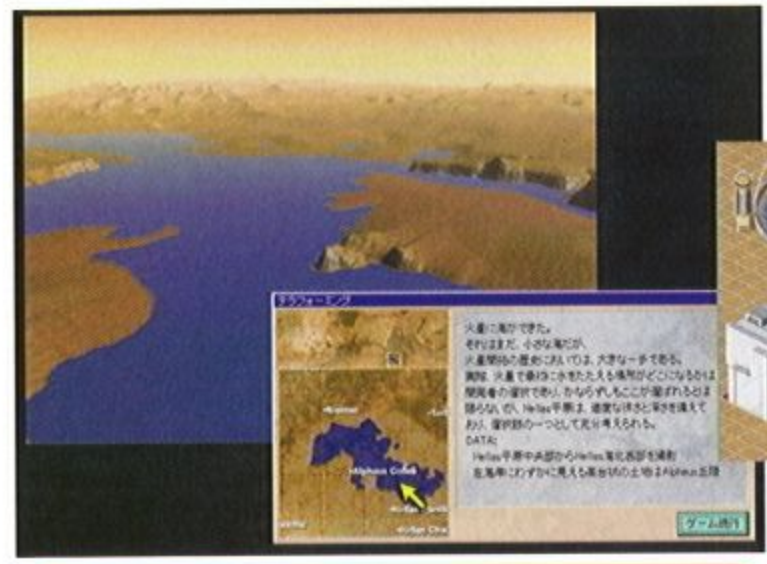 テラフォーミング
火星に海ができた。
それはまだ、小さな海だが、
火星開拓の歴史においては、大きな一歩である。
実際、火星で最初に水をたたえる場所がどこになるかは
開発者の選択であり、かならずしもここが選ばれるとは
限らない。が、Hellas平原は、適度な広さと深さを備えて
おり、選択肢の一つとして充分考えられる。
DATA:
Hellas平原中央部からHellas海北西部を撮影
左海岸にわずかに見える高台状の土地はAlpheus丘陵
Alpheus Colles
ゲーム続行